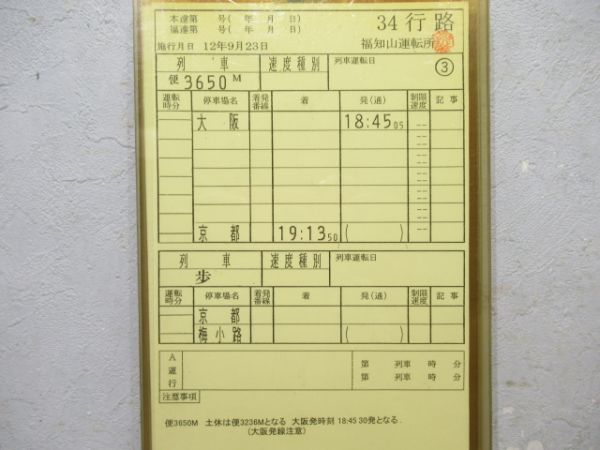 本達第　号(　年　月　日)
福達第　号(　年　月　日)
34 行 路
施行月日　12年9月23日
福知山運転所
列　車　速度種別　列車運転日
便 3650 M
③
運転時分　停車場名　着発番線　着　発(通)　制限速度　記事
大　阪　18:45 05
京　都　19:13 50　(　)
列　車　速度種別　列車運転日
歩
運転時分　停車場名　着発番線　着　発(通)　制限速度　記事
京　都
梅小路　(　)
A運行　第　列車　時　分
第　列車　時　分
注意事項
便3650M　土休は便3236Mとなる　大阪発時刻 18:45 30発となる.
(大阪発線注意)